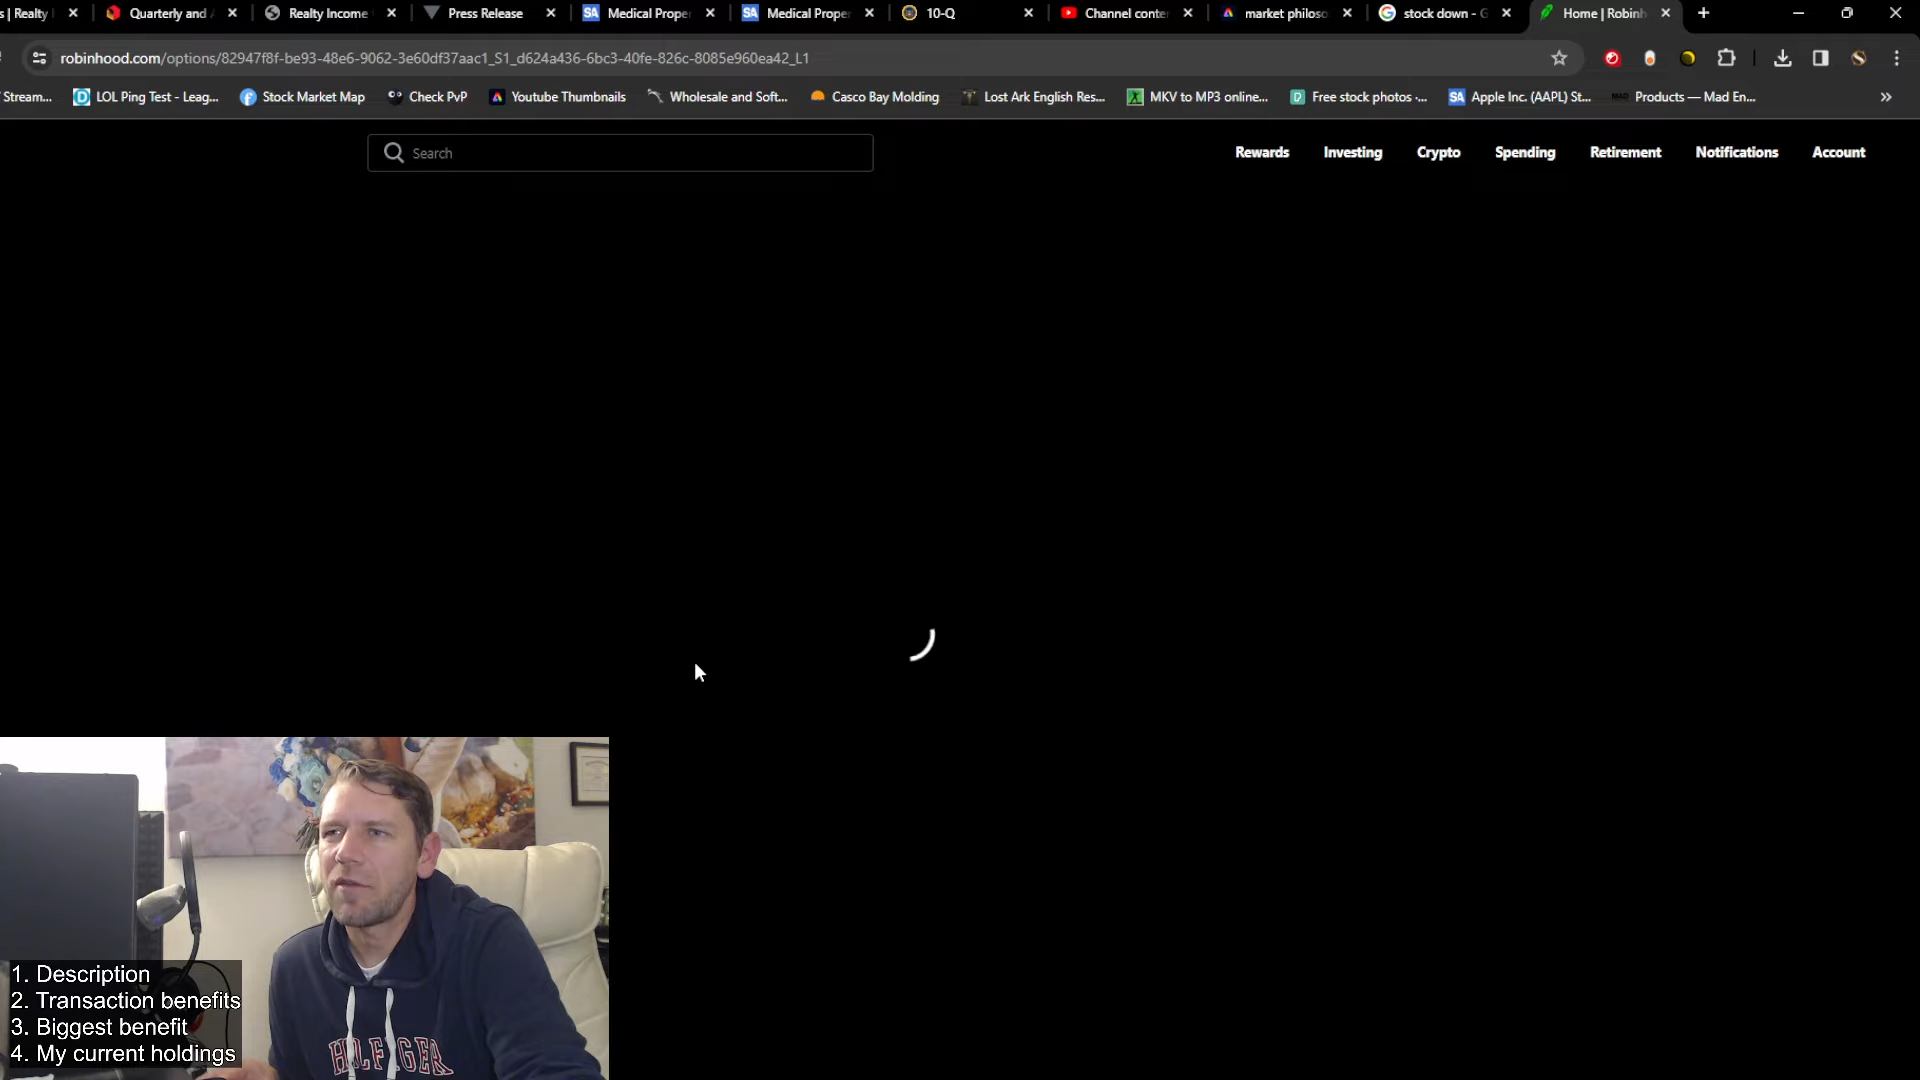 s | Realty
Quarterly and A
Realty Income
Press Release
Medical Prope
Medical Prope
10-Q
Channel conte
market philoso
stock down - G
Home | Robinh
robinhood.com/options/82947f8f-be93-48e6-9062-3e60df37aac1_S1_d624a436-6bc3-40fe-826c-8085e960ea42_L1
Stream...
LOL Ping Test - Leag...
Stock Market Map
Check PvP
Youtube Thumbnails
Wholesale and Soft...
Casco Bay Molding
Lost Ark English Res...
MKV to MP3 online...
Free stock photos ·...
SA Apple Inc. (AAPL) St...
Products — Mad En...
Search
Rewards
Investing
Crypto
Spending
Retirement
Notifications
Account
HILFIGER
1. Description
2. Transaction benefits
3. Biggest benefit
4. My current holdings